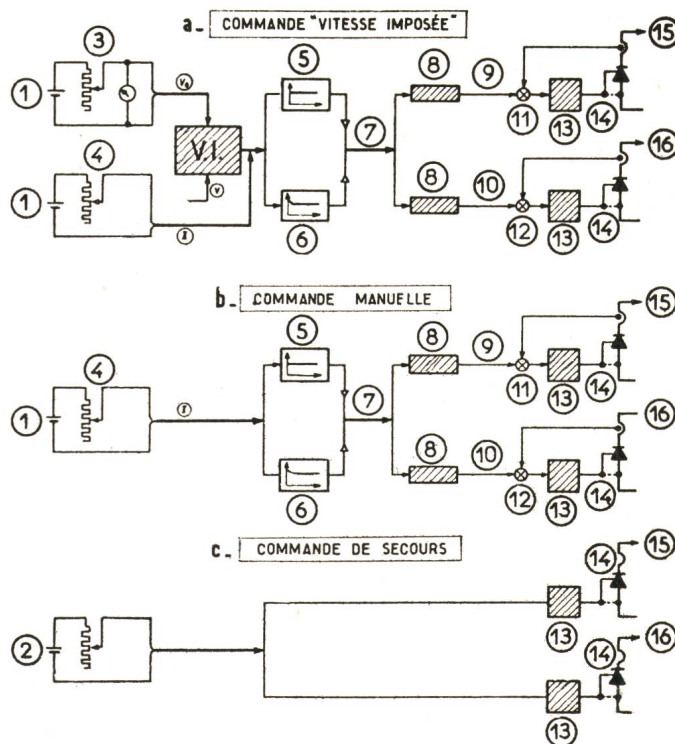 a_ COMMANDE "VITESSE IMPOSÉE"
3 5 15
8 9
1 Va 7 11 13 14
4 V.I. 16
8 10
1 V
I 6 12 13 14
b_ COMMANDE MANUELLE
5 15
8 9
4 7 11 13 14
1 I 16
8 10
6 12 13 14
c_ COMMANDE DE SECOURS
14 15
2 13
14 16
13